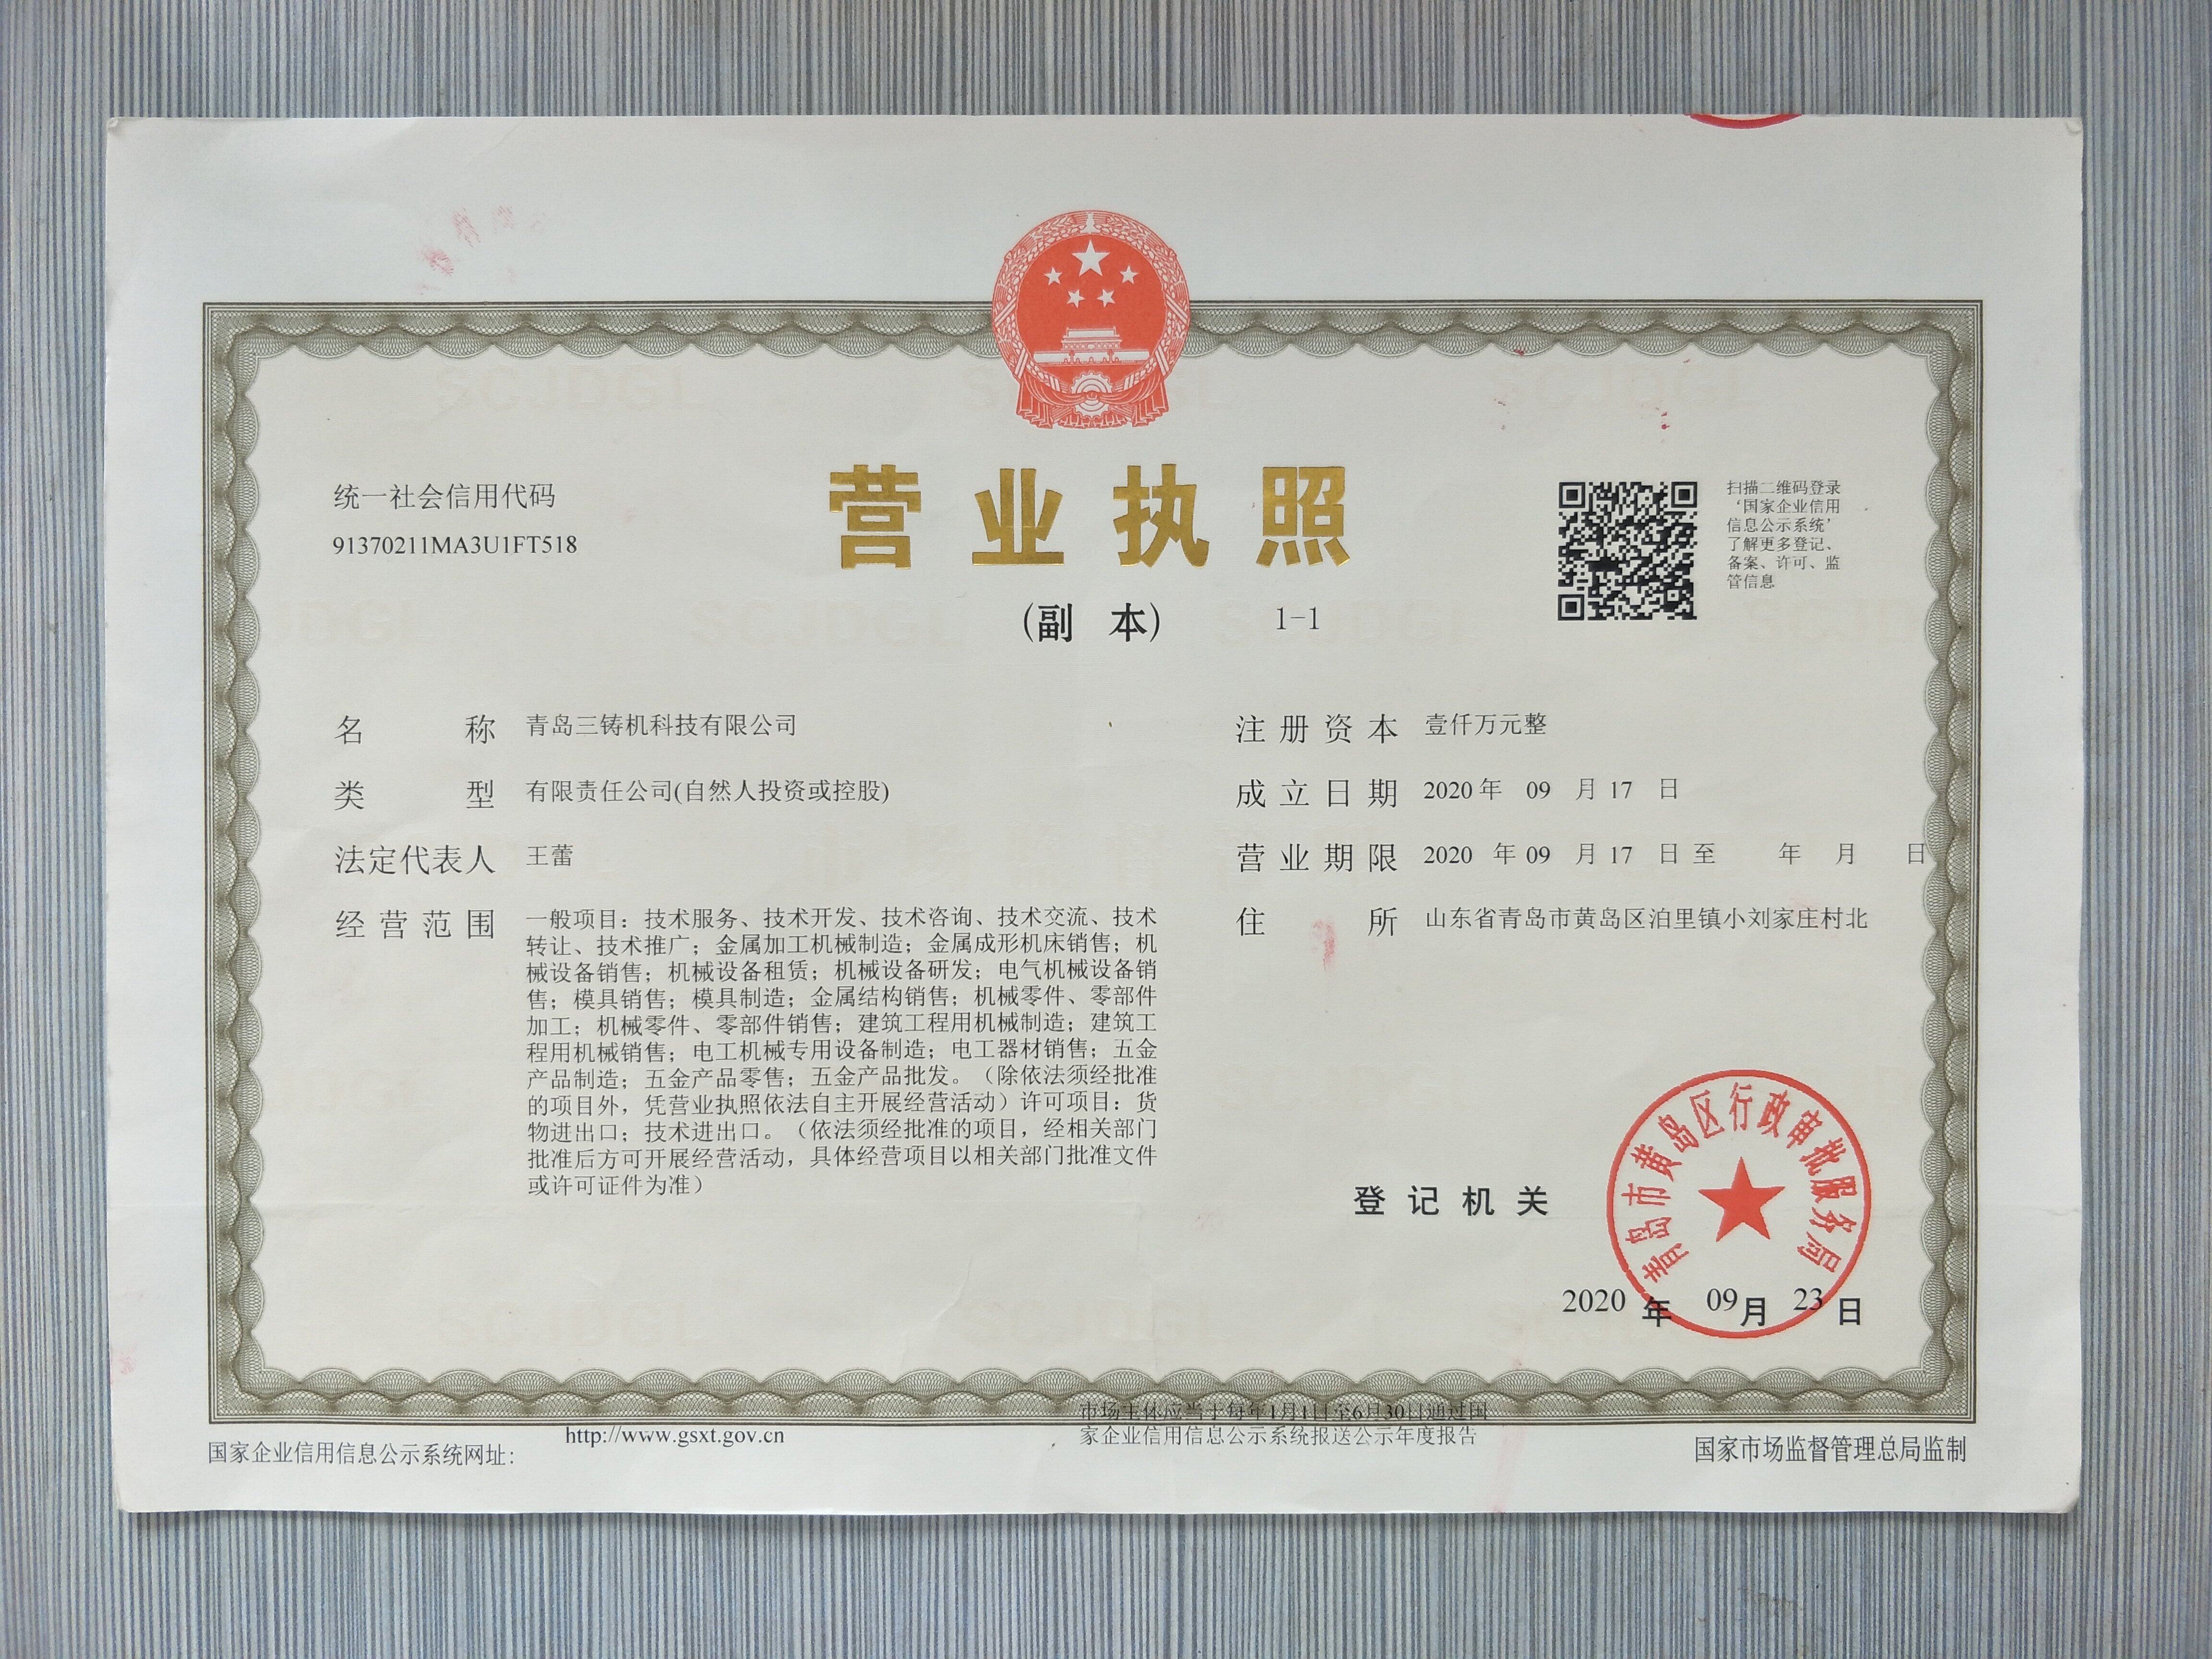 营业执照
(副 本) 1-1
统一社会信用代码
91370211MA3U1FT518
扫描二维码登录
‘国家企业信用
信息公示系统’
了解更多登记、
备案、许可、监
管信息
名 称 青岛三铸机科技有限公司
类 型 有限责任公司(自然人投资或控股)
法定代表人 王蕾
经营范围 一般项目：技术服务、技术开发、技术咨询、技术交流、技术
转让、技术推广；金属加工机械制造；金属成形机床销售；机
械设备销售；机械设备租赁；机械设备研发；电气机械设备销
售；模具销售；模具制造；金属结构销售；机械零件、零部件
加工；机械零件、零部件销售；建筑工程用机械制造；建筑工
程用机械销售；电工机械专用设备制造；电工器材销售；五金
产品制造；五金产品零售；五金产品批发。（除依法须经批准
的项目外，凭营业执照依法自主开展经营活动）许可项目：货
物进出口；技术进出口。（依法须经批准的项目，经相关部门
批准后方可开展经营活动，具体经营项目以相关部门批准文件
或许可证件为准）
注册资本 壹仟万元整
成立日期 2020年 09 月 17 日
营业期限 2020 年 09 月 17 日 至 年 月 日
住 所 山东省青岛市黄岛区泊里镇小刘家庄村北
登记机关
青岛市黄岛区行政审批服务局
2020 年 09 月 23 日
国家企业信用信息公示系统网址：
http://www.gsxt.gov.cn
市场主体应当于每年1月1日至6月30日通过国
家企业信用信息公示系统报送公示年度报告
国家市场监督管理总局监制